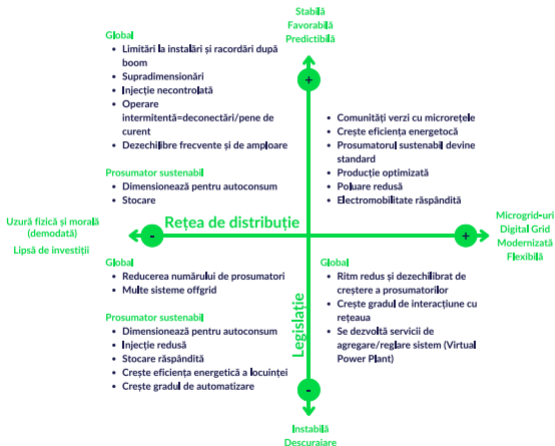 Stabilă
Favorabilă
Predictibilă
+
Global
• Limitări la instalări și racordări după
boom
• Supradimensionări
• Injecție necontrolată
• Operare
intermitentă=deconectări/pene de
curent
• Dezechilibre frecvente și de amploare
Prosumator sustenabil
• Dimensionează pentru autoconsum
• Stocare
• Comunități verzi cu microrețele
• Crește eficiența energetocă
• Prosumatorul sustenabil devine
standard
• Producție optimizată
• Poluare redusă
• Electromobilitate răspândită
Uzură fizică și morală
(demodată)
Lipsă de investiții
-
Rețea de distribuție
+
Microgrid-uri
Digital Grid
Modernizată
Flexibilă
Global
• Reducerea numărului de prosumatori
• Multe sisteme offgrid
Prosumator sustenabil
• Dimensionează pentru autoconsum
• Injecție redusă
• Stocare răspândită
• Crește eficiența energetică a locuinței
• Crește gradul de automatizare
Legislație
Global
• Ritm redus și dezechilibrat de
creștere a prosumatorilor
• Crește gradul de interacțiune cu
rețeaua
• Se dezvoltă servicii de
agregare/reglare sistem (Virtual
Power Plant)
-
Instabilă
Descurajare